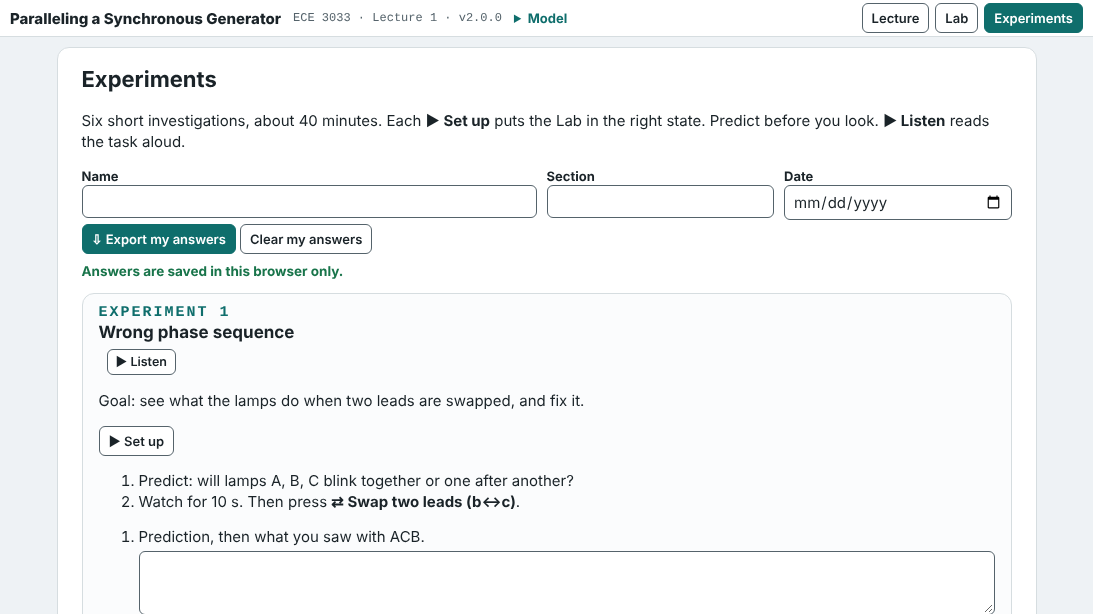 Paralleling a Synchronous Generator ECE 3033 · Lecture 1 · v2.0.0 ▶ Model Lecture Lab Experiments
Experiments
Six short investigations, about 40 minutes. Each ▶ Set up puts the Lab in the right state. Predict before you look. ▶ Listen reads
the task aloud.
Name Section Date
mm/dd/yyyy
⇩ Export my answers Clear my answers
Answers are saved in this browser only.
EXPERIMENT 1
Wrong phase sequence
▶ Listen
Goal: see what the lamps do when two leads are swapped, and fix it.
▶ Set up
1. Predict: will lamps A, B, C blink together or one after another?
2. Watch for 10 s. Then press ⇄ Swap two leads (b↔c).
1. Prediction, then what you saw with ACB.